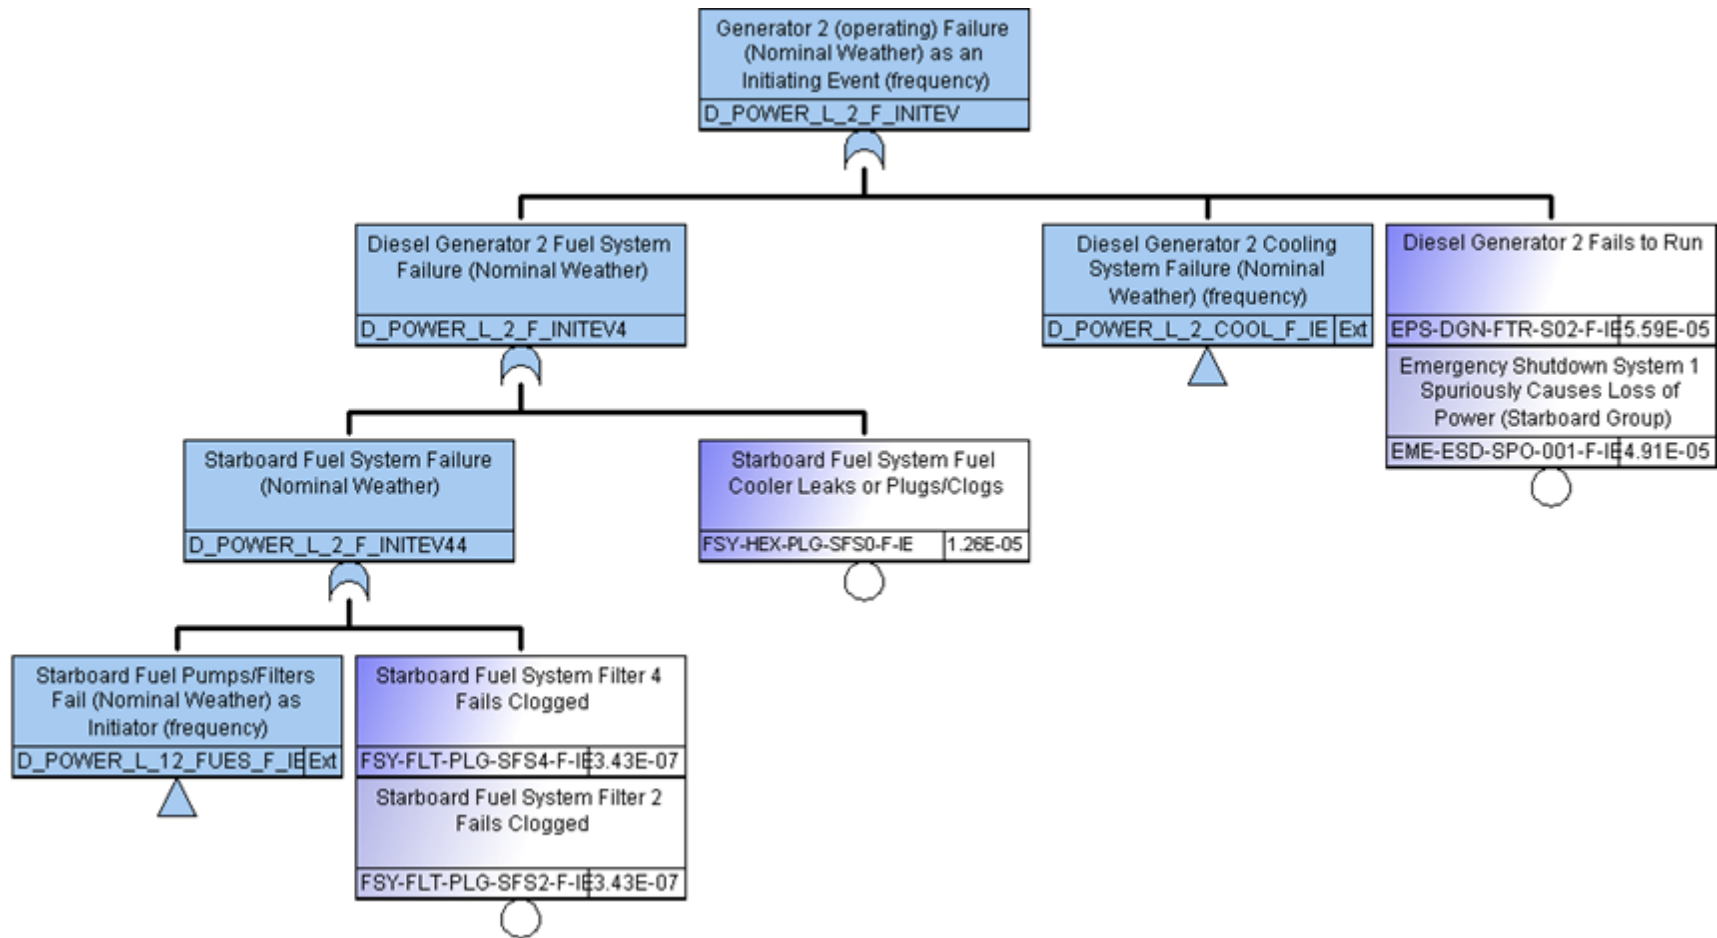 Generator 2 (operating) Failure
(Nominal Weather) as an
Initiating Event (frequency)
D_POWER_L_2_F_INITEV
Diesel Generator 2 Fuel System
Failure (Nominal Weather)
D_POWER_L_2_F_INITEV4
Diesel Generator 2 Cooling
System Failure (Nominal
Weather) (frequency)
D_POWER_L_2_COOL_F_IE Ext
Diesel Generator 2 Fails to Run
EPS-DGN-FTR-S02-F-IE 5.59E-05
Emergency Shutdown System 1
Spuriously Causes Loss of
Power (Starboard Group)
EME-ESD-SPO-001-F-IE 4.91E-05
Starboard Fuel System Failure
(Nominal Weather)
D_POWER_L_2_F_INITEV44
Starboard Fuel System Fuel
Cooler Leaks or Plugs/Clogs
FSY-HEX-PLG-SFS0-F-IE 1.26E-05
Starboard Fuel Pumps/Filters
Fail (Nominal Weather) as
Initiator (frequency)
D_POWER_L_12_FUES_F_IE Ext
Starboard Fuel System Filter 4
Fails Clogged
FSY-FLT-PLG-SFS4-F-IE 3.43E-07
Starboard Fuel System Filter 2
Fails Clogged
FSY-FLT-PLG-SFS2-F-IE 3.43E-07